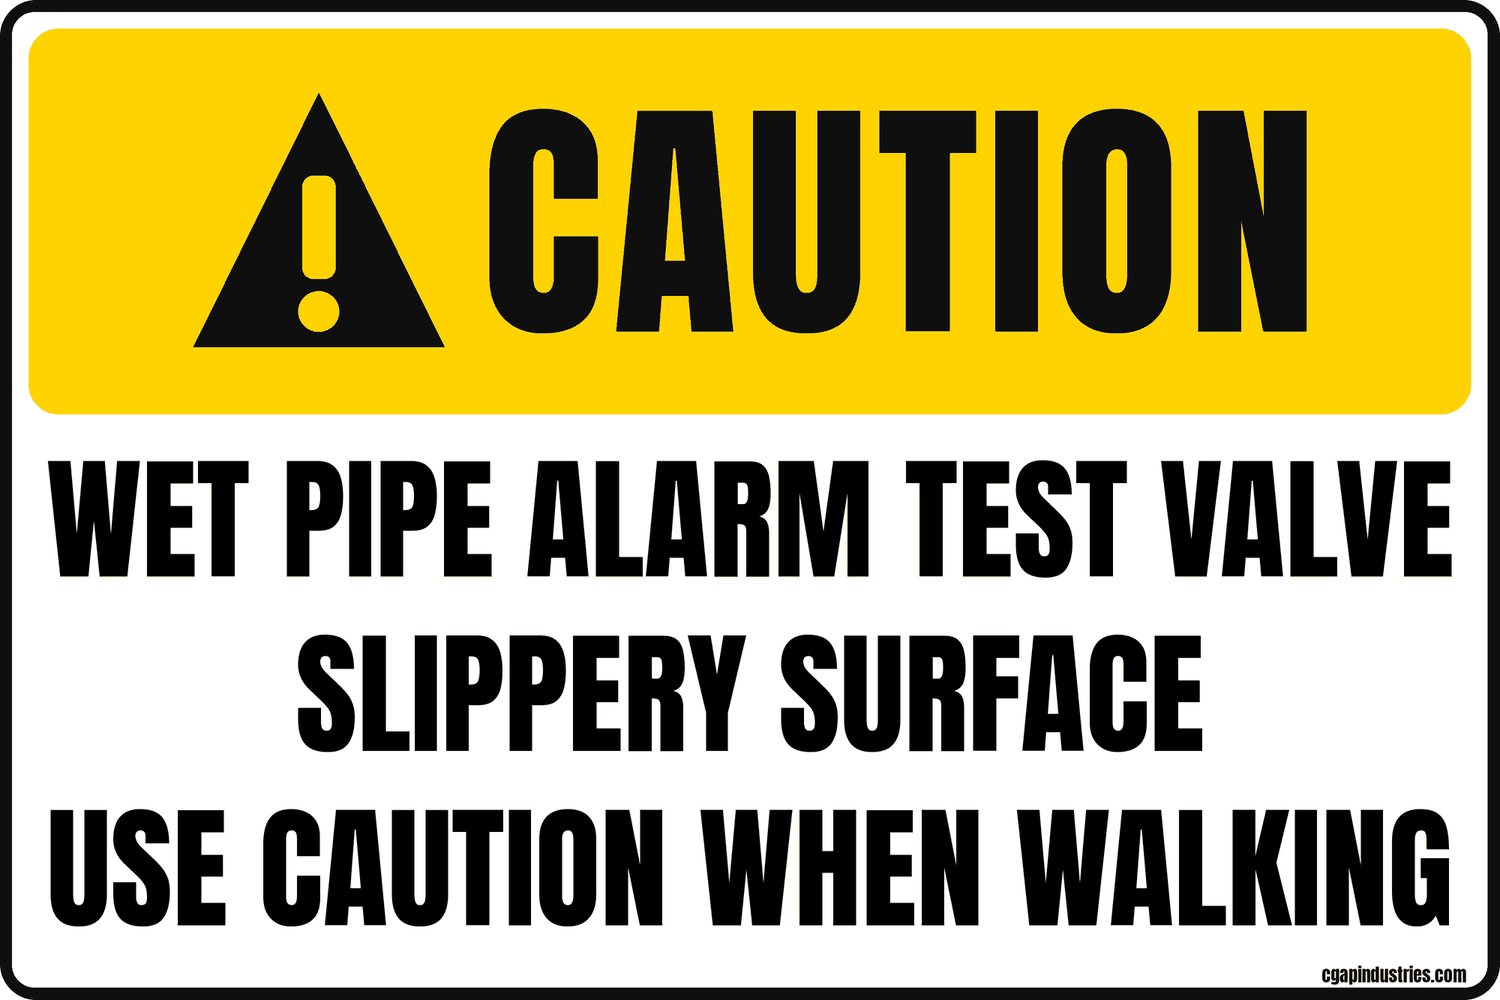 CAUTION
WET PIPE ALARM TEST VALVE
SLIPPERY SURFACE
USE CAUTION WHEN WALKING
cgapindustries.com